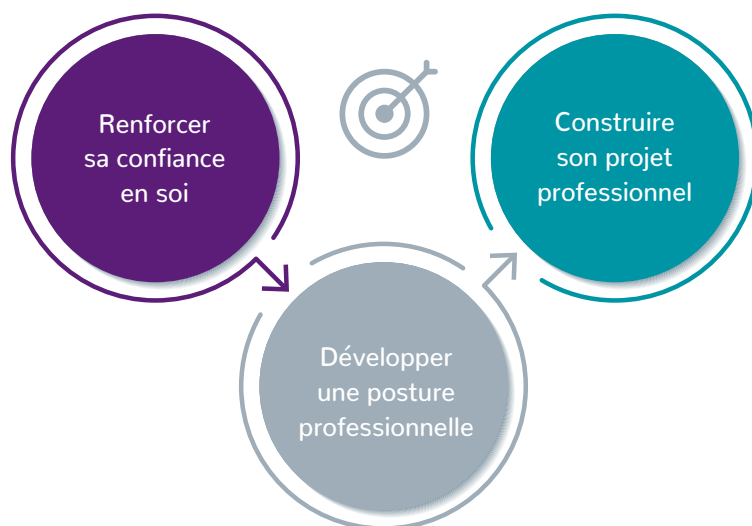 Renforcer
sa confiance
en soi
Développer
une posture
professionnelle
Construire
son projet
professionnel